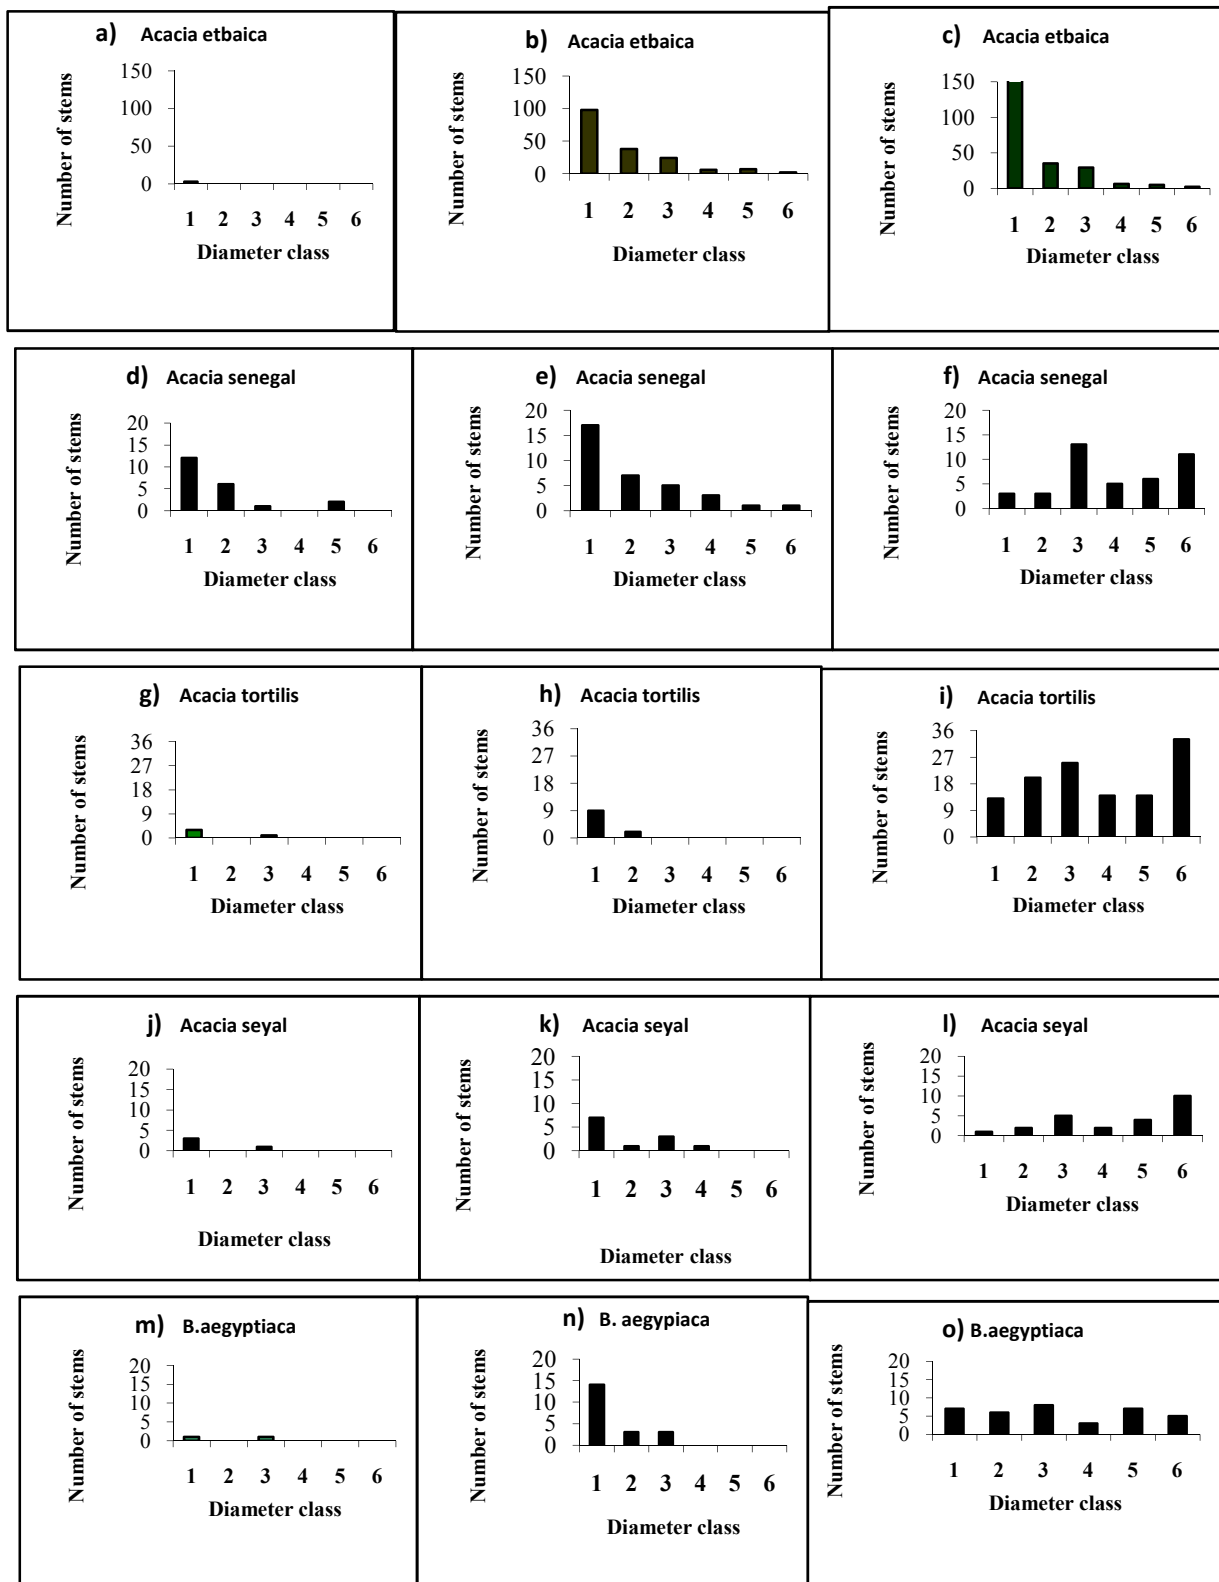 a) Acacia etbaica
Number of stems
150
100
50
0
1 2 3 4 5 6
Diameter class
b) Acacia etbaica
Number of stems
150
100
50
0
1 2 3 4 5 6
Diameter class
c) Acacia etbaica
Number of stems
150
100
50
0
1 2 3 4 5 6
Diameter class
d) Acacia senegal
Number of stems
20
15
10
5
0
1 2 3 4 5 6
Diameter class
e) Acacia senegal
Number of stems
20
15
10
5
0
1 2 3 4 5 6
Diameter class
f) Acacia senegal
Number of stems
20
15
10
5
0
1 2 3 4 5 6
Diameter class
g) Acacia tortilis
Number of stems
36
27
18
9
0
1 2 3 4 5 6
Diameter class
h) Acacia tortilis
Number of stems
36
27
18
9
0
1 2 3 4 5 6
Diameter class
i) Acacia tortilis
Number of stems
36
27
18
9
0
1 2 3 4 5 6
Diameter class
j) Acacia seyal
Number of stems
20
15
10
5
0
1 2 3 4 5 6
Diameter class
k) Acacia seyal
Number of stems
20
15
10
5
0
1 2 3 4 5 6
Diameter class
l) Acacia seyal
Number of stems
20
15
10
5
0
1 2 3 4 5 6
Diameter class
m) B.aegyptiaca
Number of stems
20
15
10
5
0
1 2 3 4 5 6
Diameter class
n) B. aegypiaca
Number of stems
20
15
10
5
0
1 2 3 4 5 6
Diameter class
o) B.aegyptiaca
Number of stems
20
15
10
5
0
1 2 3 4 5 6
Diameter class